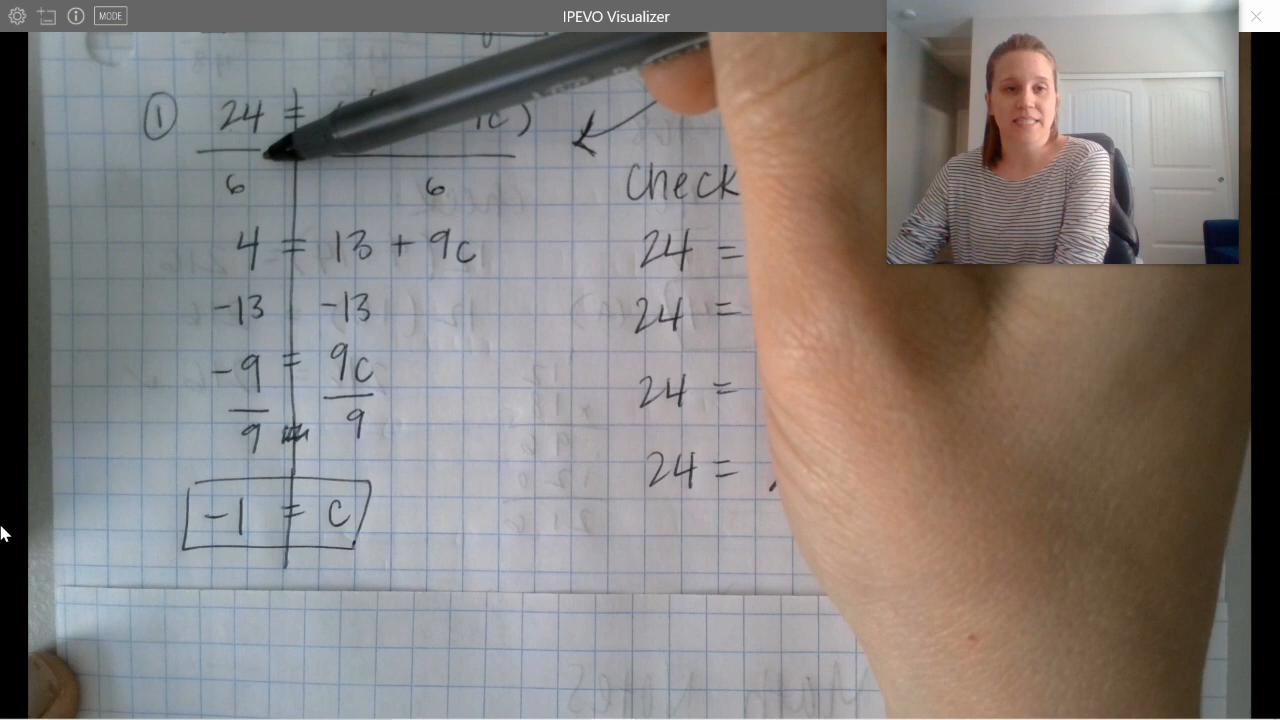 MODE
IPEVO Visualizer
① 24 = c)
6 6
4 = 13 + 9c
-13 -13
-9 = 9c
9 9
-1 = c
Check
24 =
24 =
24 =
24 =